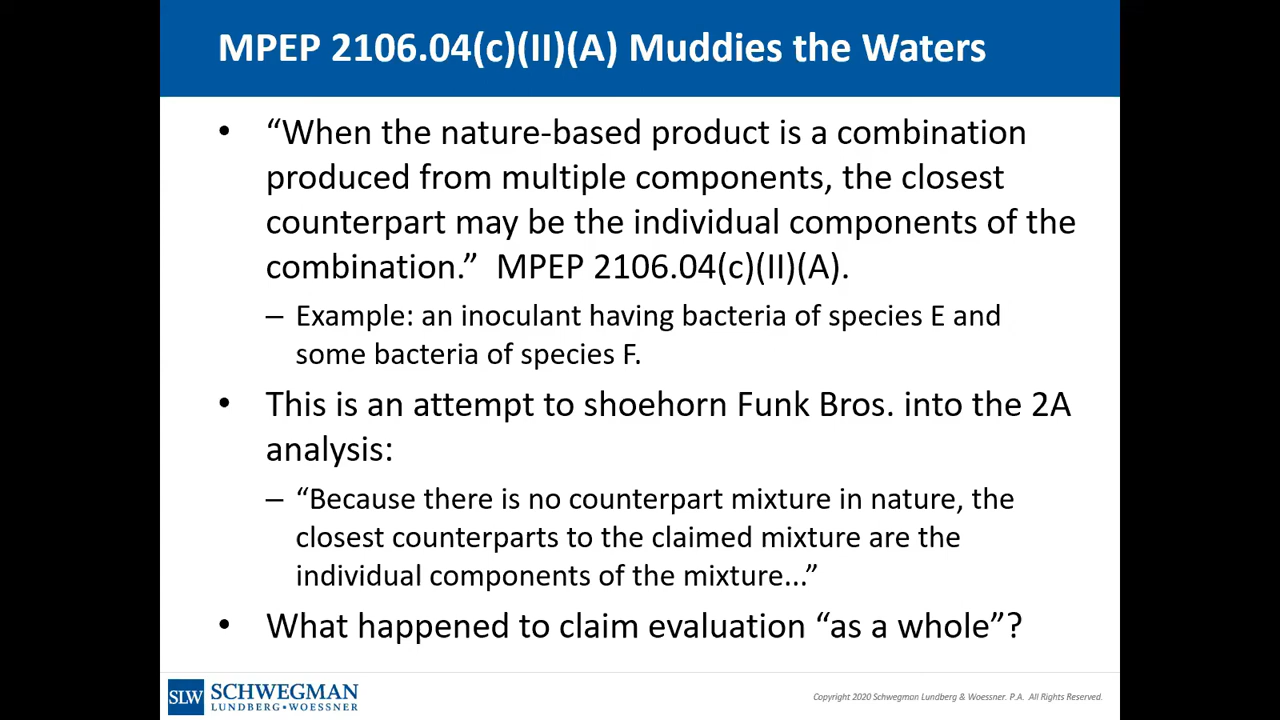 MPEP 2106.04(c)(II)(A) Muddies the Waters
• “When the nature-based product is a combination
produced from multiple components, the closest
counterpart may be the individual components of the
combination.” MPEP 2106.04(c)(II)(A).
– Example: an inoculant having bacteria of species E and
some bacteria of species F.
• This is an attempt to shoehorn Funk Bros. into the 2A
analysis:
– “Because there is no counterpart mixture in nature, the
closest counterparts to the claimed mixture are the
individual components of the mixture...”
• What happened to claim evaluation “as a whole”?
SLW SCHWEGMAN
LUNDBERG • WOESSNER
Copyright 2020 Schwegman Lundberg & Woessner. P.A. All Rights Reserved.